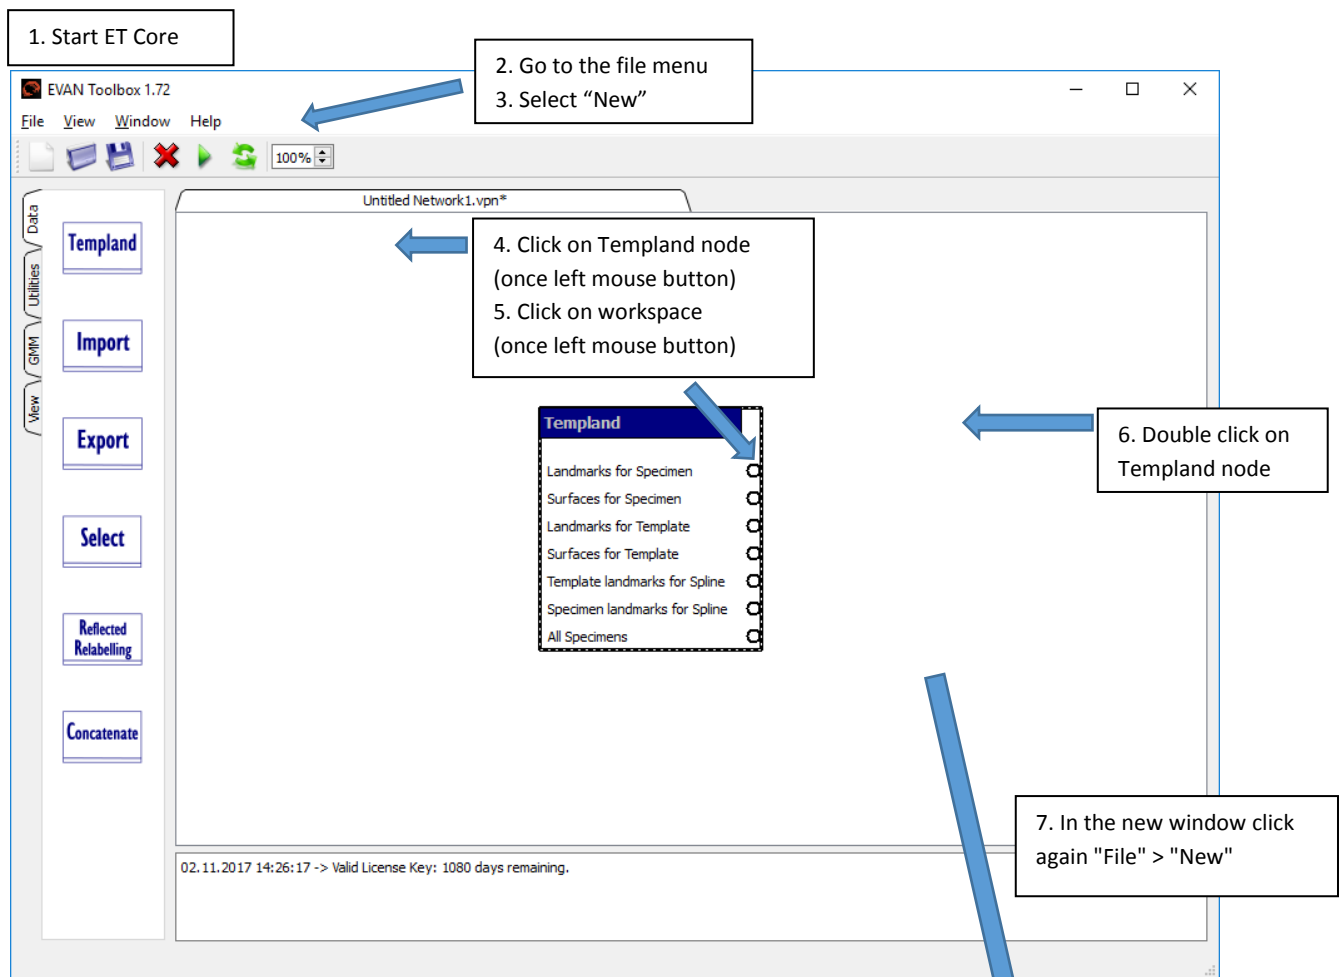 1. Start ET Core
2. Go to the file menu
3. Select “New”
EVAN Toolbox 1.72
File View Window Help
100%
Untitled Network1.vpn*
Data
Utilities
GMM
View
Templand
Import
Export
Select
Reflected
Relabelling
Concatenate
4. Click on Templand node
(once left mouse button)
5. Click on workspace
(once left mouse button)
Templand
Landmarks for Specimen
Surfaces for Specimen
Landmarks for Template
Surfaces for Template
Template landmarks for Spline
Specimen landmarks for Spline
All Specimens
6. Double click on
Templand node
7. In the new window click
again "File" > "New"
02.11.2017 14:26:17 -> Valid License Key: 1080 days remaining.